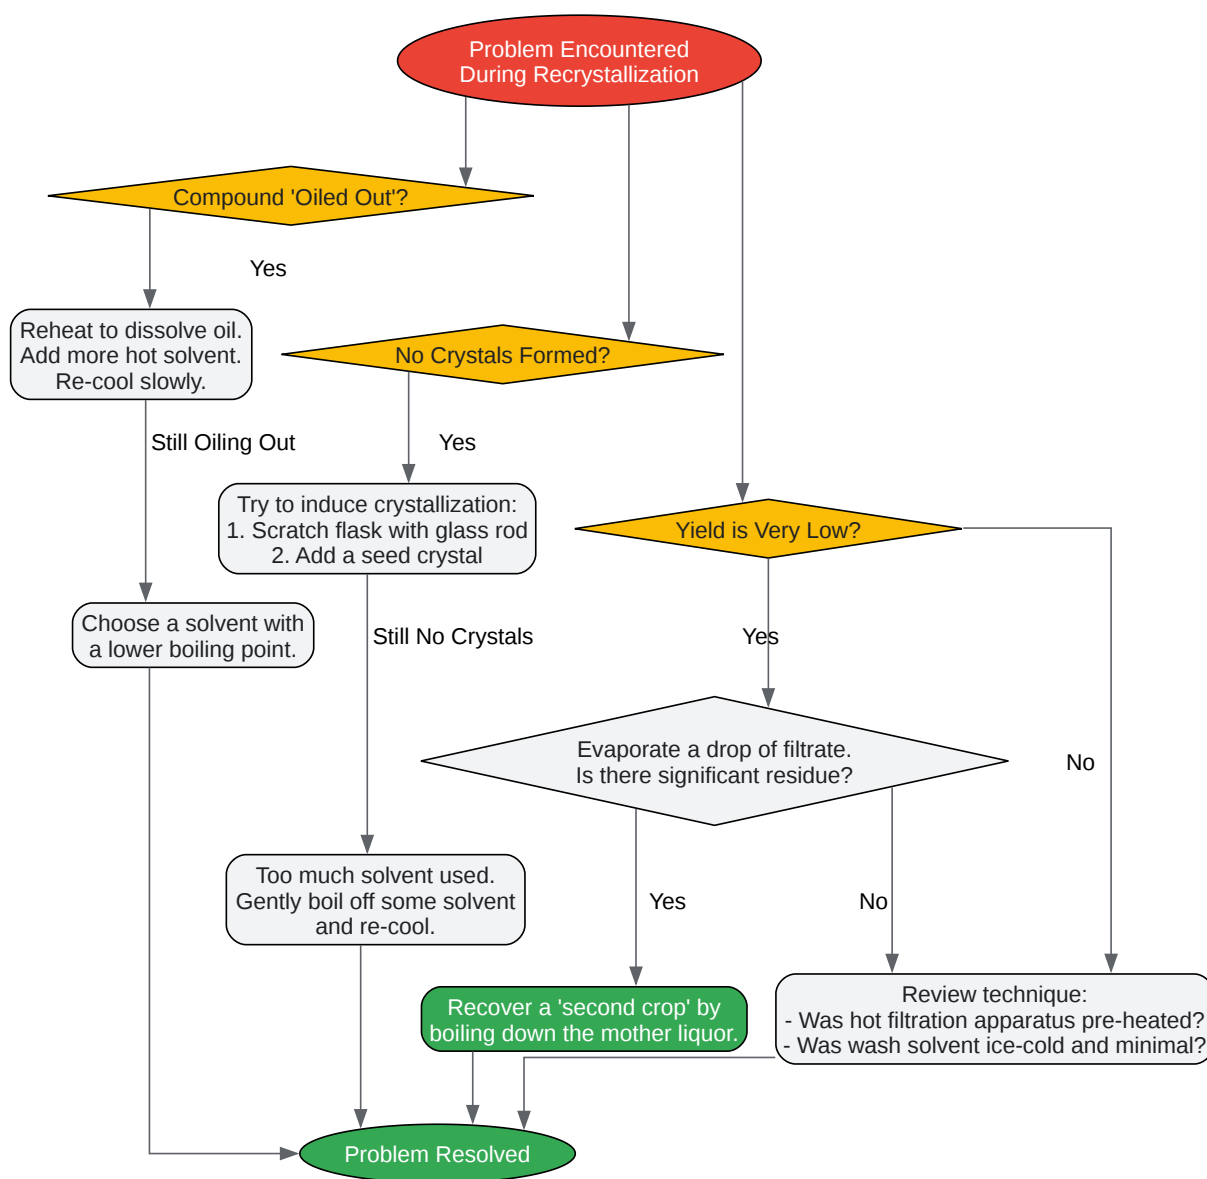 Problem Encountered
During Recrystallization
Compound 'Oiled Out'?
Yes
Reheat to dissolve oil.
Add more hot solvent.
Re-cool slowly.
No Crystals Formed?
Still Oiling Out
Yes
Try to induce crystallization:
1. Scratch flask with glass rod
2. Add a seed crystal
Yield is Very Low?
Choose a solvent with
a lower boiling point.
Still No Crystals
Yes
Evaporate a drop of filtrate.
Is there significant residue?
No
Too much solvent used.
Gently boil off some solvent
and re-cool.
Yes
No
Recover a 'second crop' by
boiling down the mother liquor.
Review technique:
- Was hot filtration apparatus pre-heated?
- Was wash solvent ice-cold and minimal?
Problem Resolved